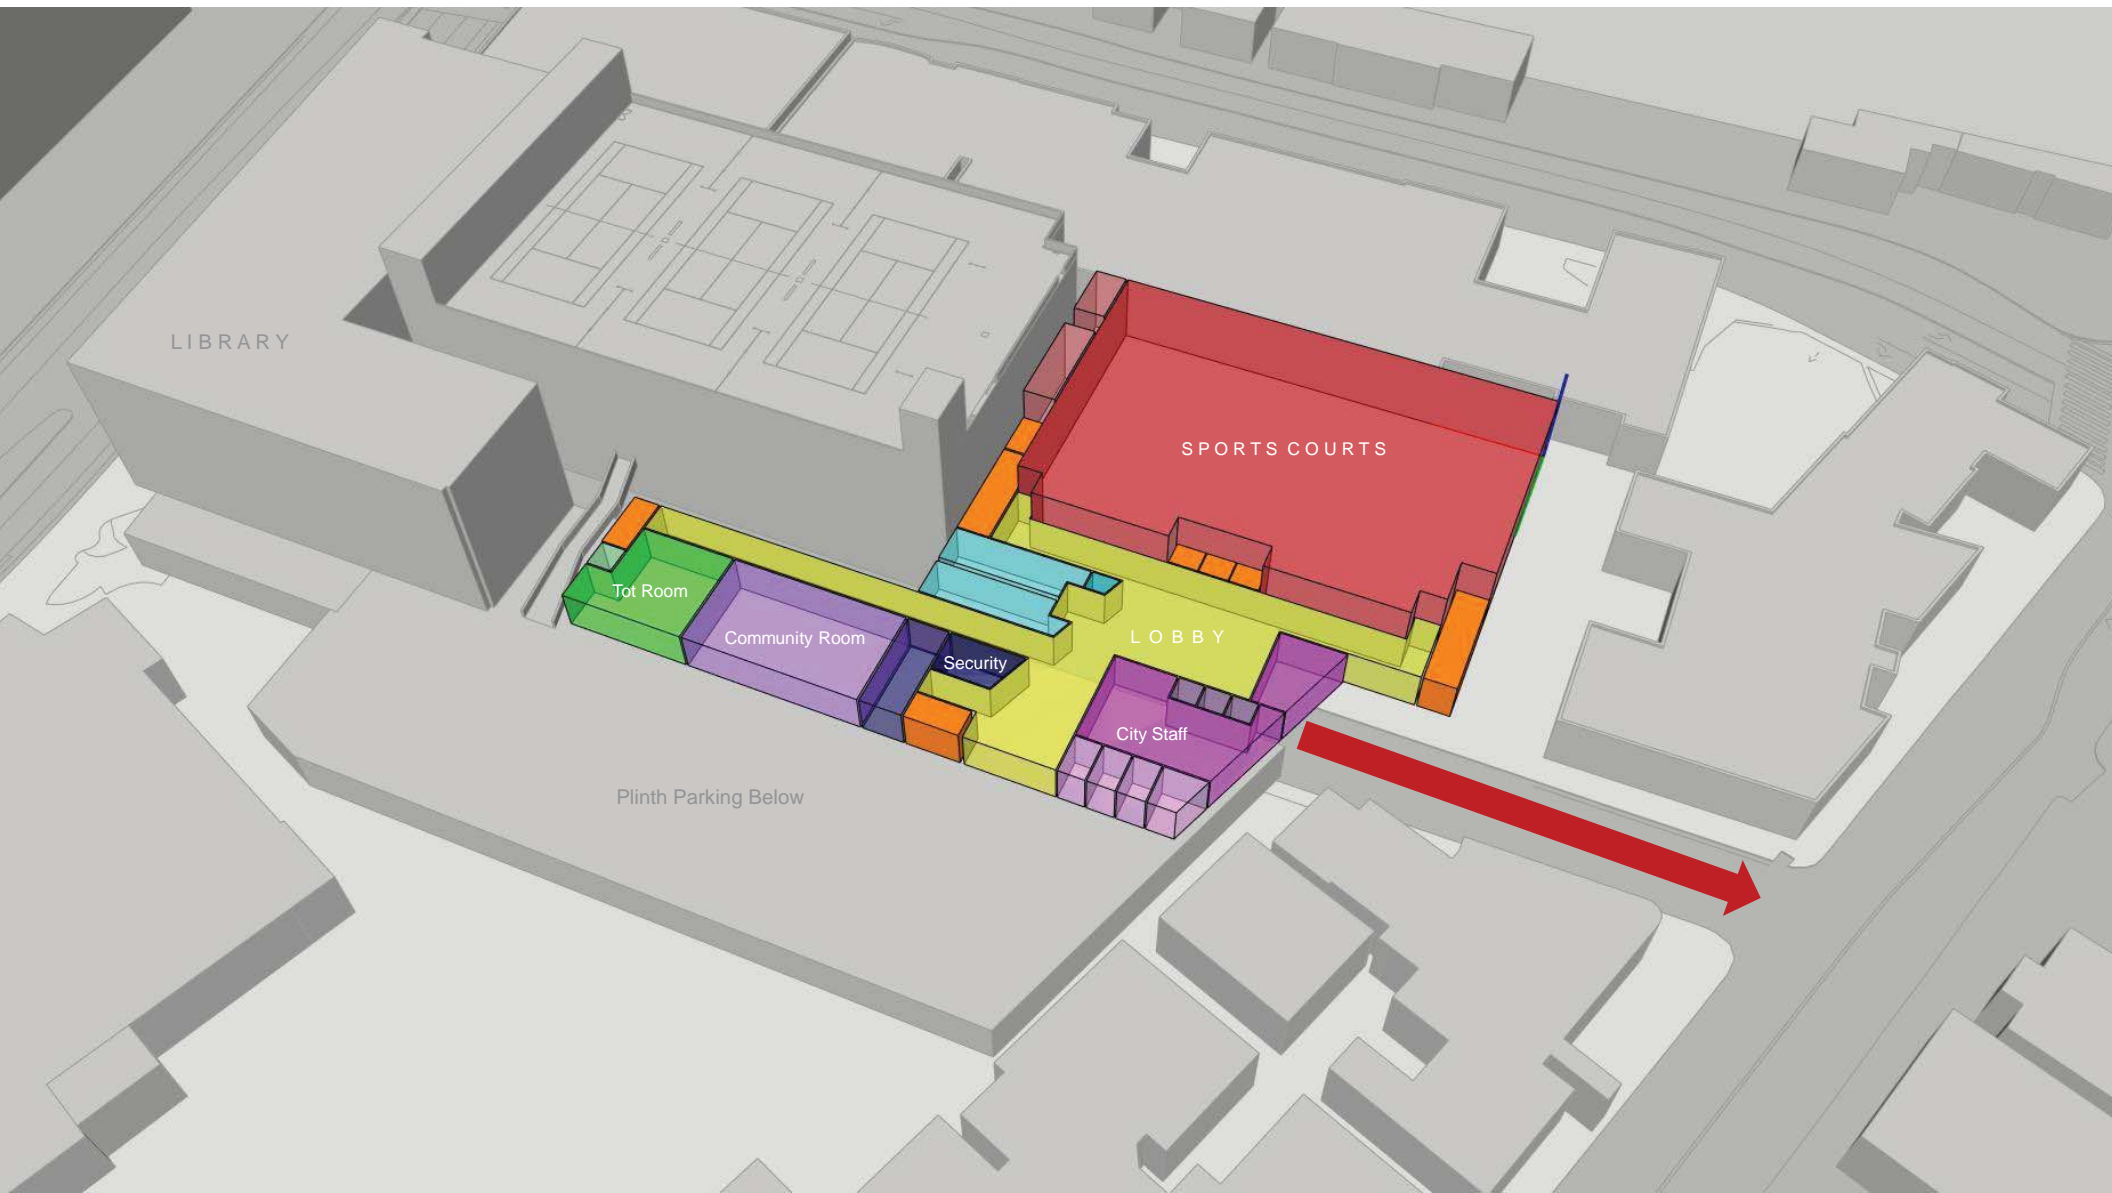 LIBRARY
SPORTS COURTS
Tot Room
Community Room
LOBBY
Security
City Staff
Plinth Parking Below